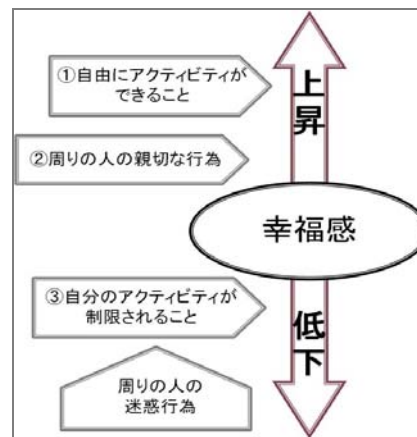 ①自由にアクティビティが
できること
上昇
②周りの人の親切な行為
幸福感
③自分のアクティビティが
制限されること
低下
周りの人の
迷惑行為